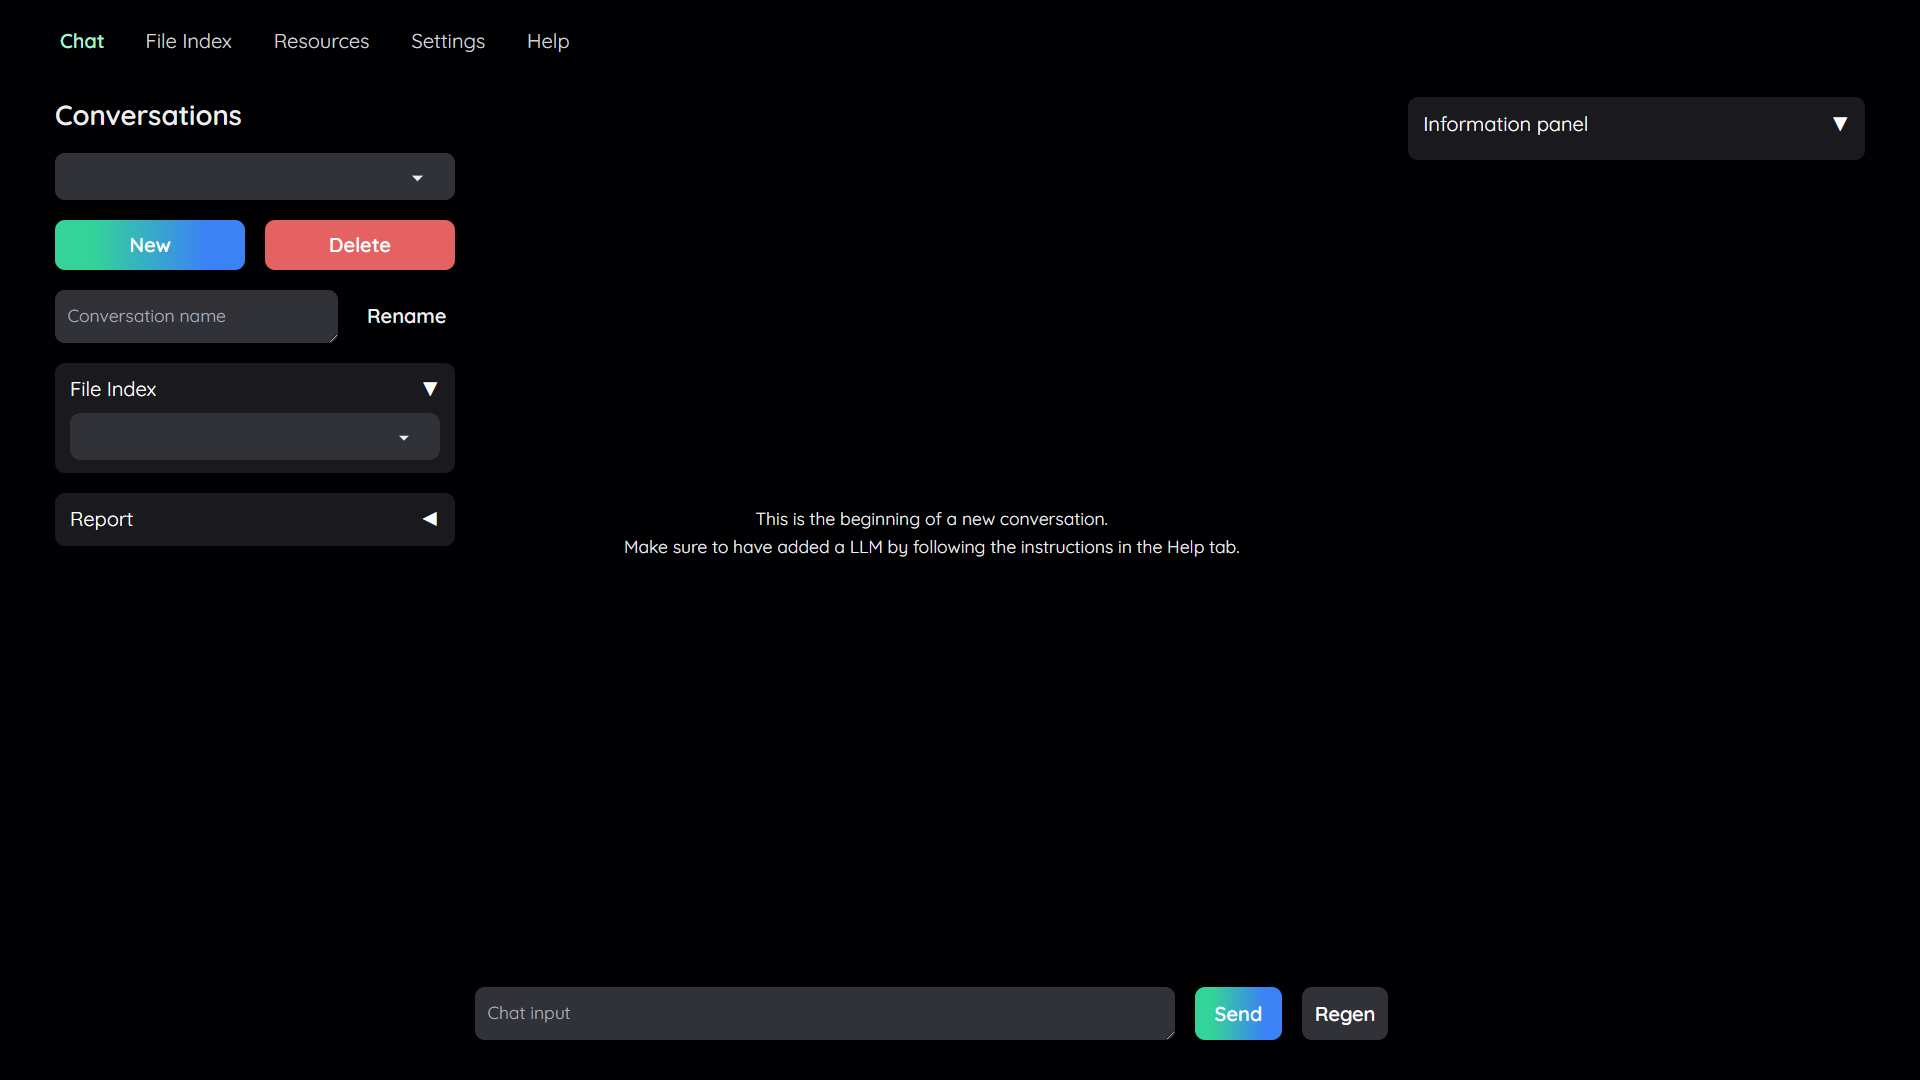 Chat File Index Resources Settings Help
Conversations
New Delete
Conversation name Rename
File Index
Report
This is the beginning of a new conversation.
Make sure to have added a LLM by following the instructions in the Help tab.
Chat input Send Regen
Information panel